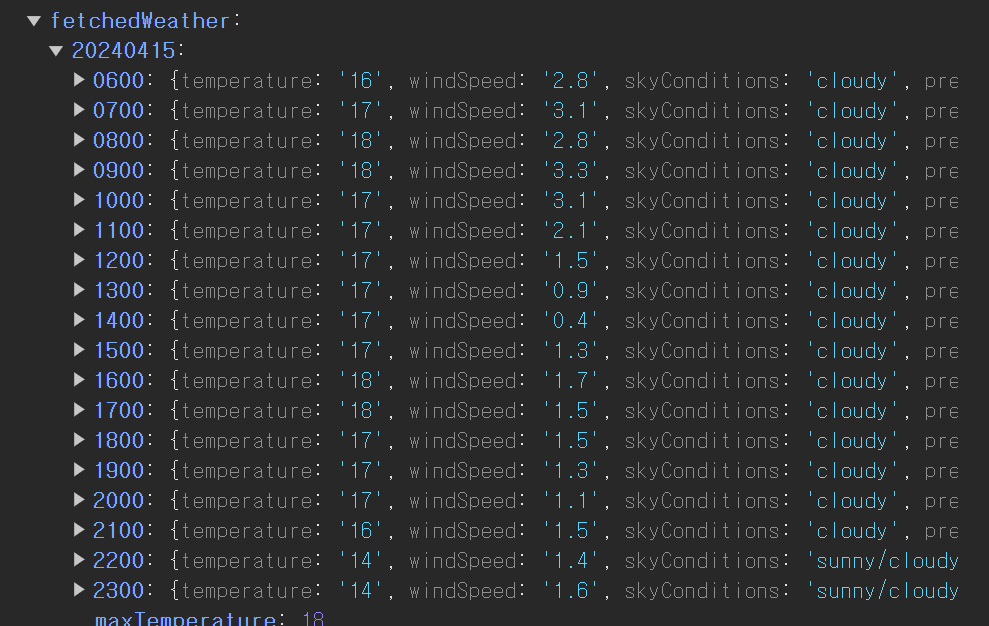 ▼ fetchedWeather:
▼ 20240415:
▶ 0600: {temperature: '16', windSpeed: '2.8', skyConditions: 'cloudy', pre
▶ 0700: {temperature: '17', windSpeed: '3.1', skyConditions: 'cloudy', pre
▶ 0800: {temperature: '18', windSpeed: '2.8', skyConditions: 'cloudy', pre
▶ 0900: {temperature: '18', windSpeed: '3.3', skyConditions: 'cloudy', pre
▶ 1000: {temperature: '17', windSpeed: '3.1', skyConditions: 'cloudy', pre
▶ 1100: {temperature: '17', windSpeed: '2.1', skyConditions: 'cloudy', pre
▶ 1200: {temperature: '17', windSpeed: '1.5', skyConditions: 'cloudy', pre
▶ 1300: {temperature: '17', windSpeed: '0.9', skyConditions: 'cloudy', pre
▶ 1400: {temperature: '17', windSpeed: '0.4', skyConditions: 'cloudy', pre
▶ 1500: {temperature: '17', windSpeed: '1.3', skyConditions: 'cloudy', pre
▶ 1600: {temperature: '18', windSpeed: '1.7', skyConditions: 'cloudy', pre
▶ 1700: {temperature: '18', windSpeed: '1.5', skyConditions: 'cloudy', pre
▶ 1800: {temperature: '17', windSpeed: '1.5', skyConditions: 'cloudy', pre
▶ 1900: {temperature: '17', windSpeed: '1.3', skyConditions: 'cloudy', pre
▶ 2000: {temperature: '17', windSpeed: '1.1', skyConditions: 'cloudy', pre
▶ 2100: {temperature: '16', windSpeed: '1.5', skyConditions: 'cloudy', pre
▶ 2200: {temperature: '14', windSpeed: '1.4', skyConditions: 'sunny/cloudy
▶ 2300: {temperature: '14', windSpeed: '1.6', skyConditions: 'sunny/cloudy
maxTemperature: 18